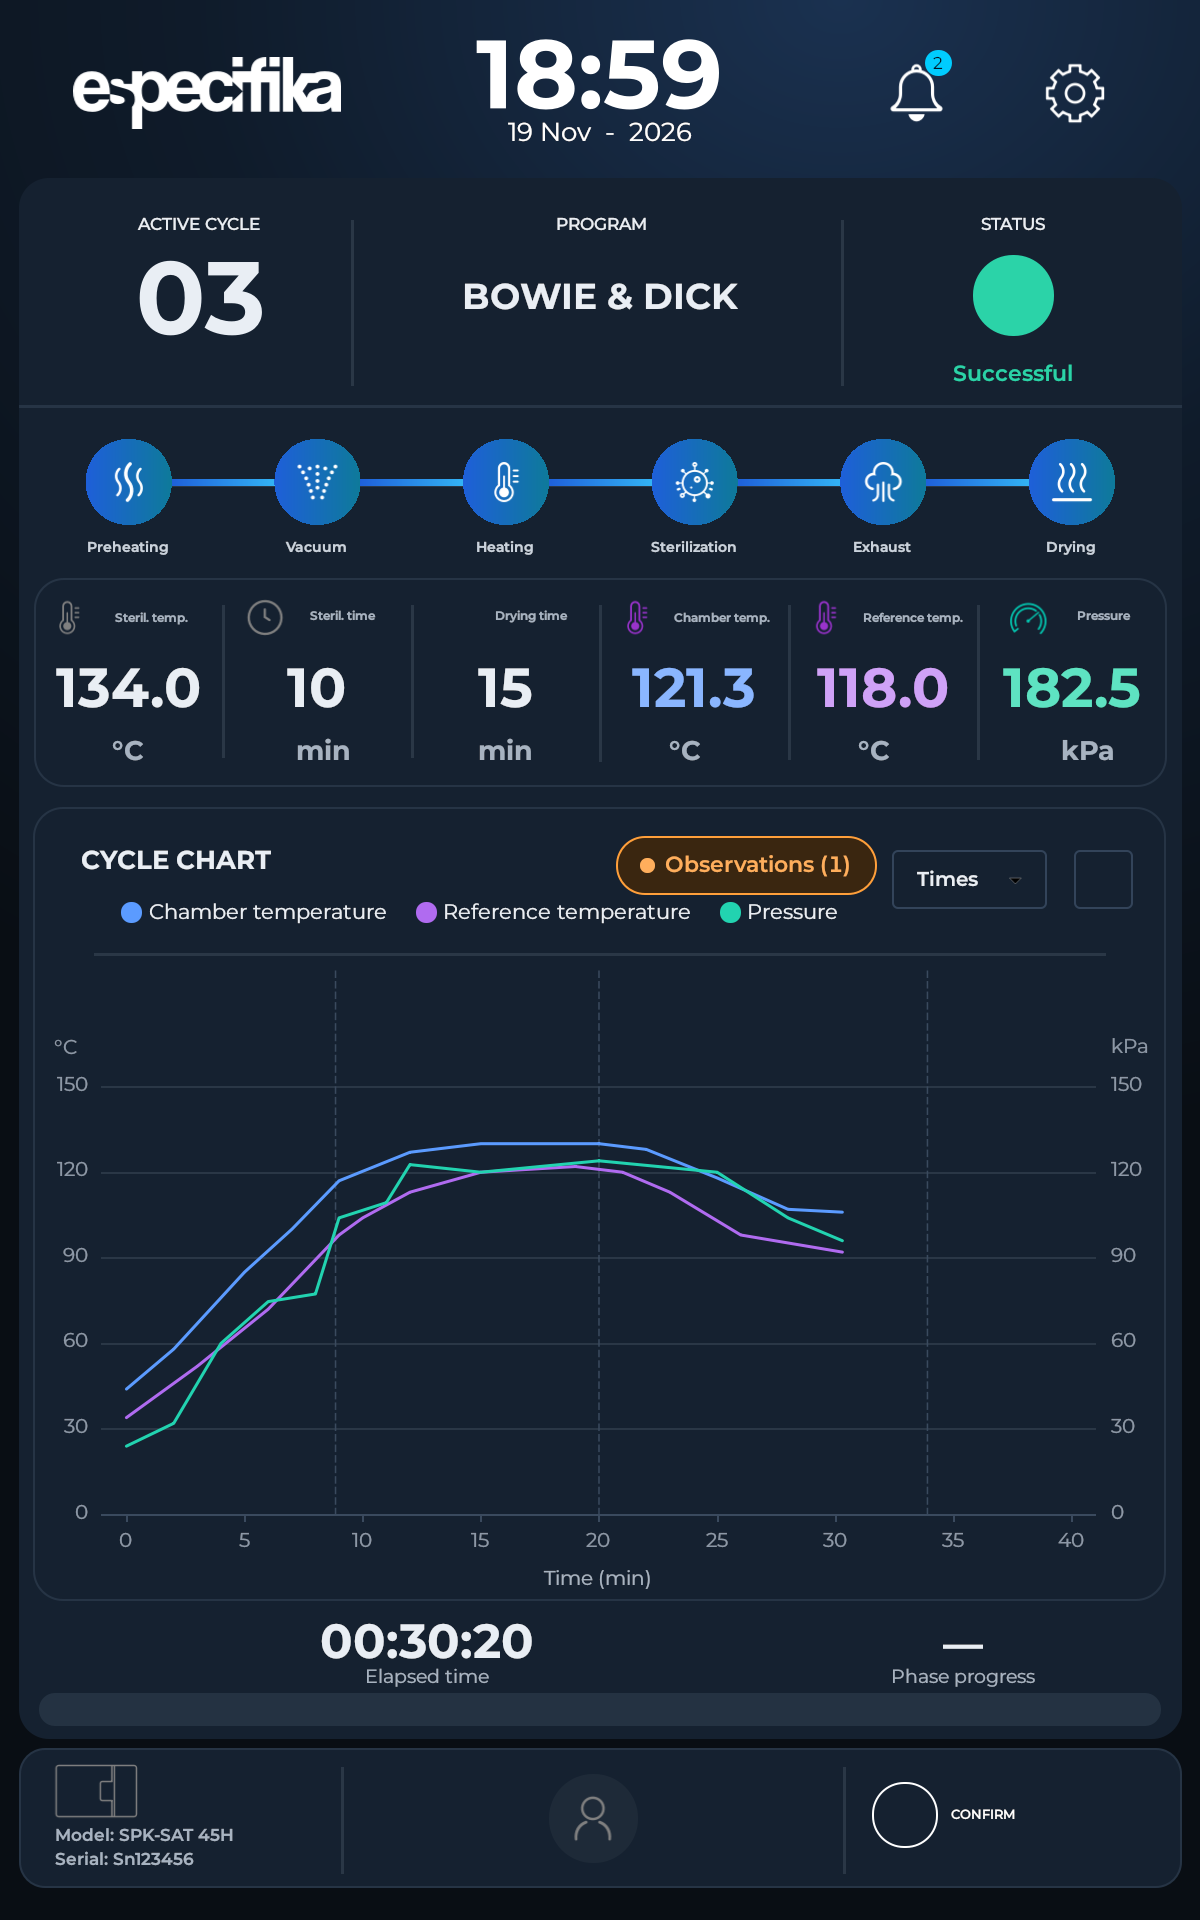 especifika
18:59
19 Nov - 2026
2
ACTIVE CYCLE
03
PROGRAM
BOWIE & DICK
STATUS
Successful
Preheating
Vacuum
Heating
Sterilization
Exhaust
Drying
Steril. temp.
134.0
°C
Steril. time
10
min
Drying time
15
min
Chamber temp.
121.3
°C
Reference temp.
118.0
°C
Pressure
182.5
kPa
CYCLE CHART
Observations (1)
Times
Chamber temperature
Reference temperature
Pressure
°C
kPa
150
150
120
120
90
90
60
60
30
30
0
0
0 5 10 15 20 25 30 35 40
Time (min)
00:30:20
Elapsed time
—
Phase progress
Model: SPK-SAT 45H
Serial: Sn123456
CONFIRM